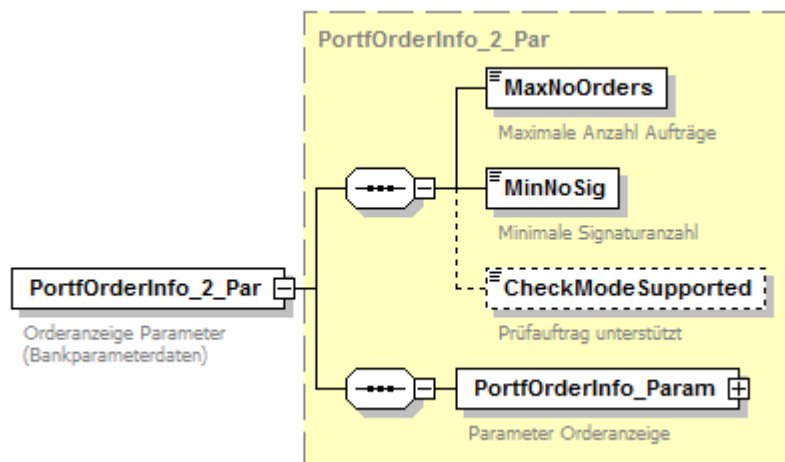 PortfOrderInfo_2_Par
MaxNoOrders
Maximale Anzahl Aufträge
MinNoSig
Minimale Signaturanzahl
PortfOrderInfo_2_Par
CheckModeSupported
Orderanzeige Parameter
(Bankparameterdaten)
Prüfauftrag unterstützt
PortfOrderInfo_Param
Parameter Orderanzeige